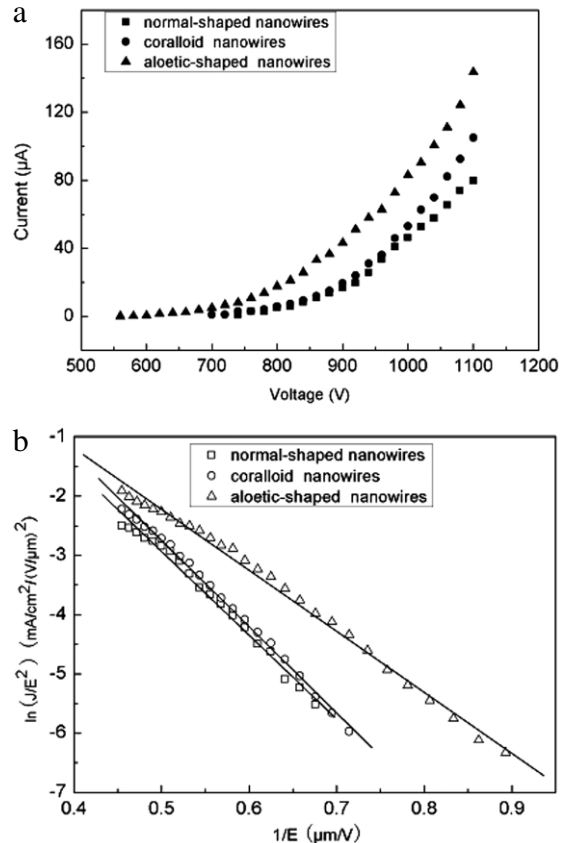 a
normal-shaped nanowires
coralloid nanowires
aloetic-shaped nanowires
Current (μA)
160
120
80
40
0
500 600 700 800 900 1000 1100 1200
Voltage (V)
b
normal-shaped nanowires
coralloid nanowires
aloetic-shaped nanowires
ln (J/E²) (mA/cm²/(V/μm)²)
-1
-2
-3
-4
-5
-6
-7
0.4 0.5 0.6 0.7 0.8 0.9
1/E (μm/V)